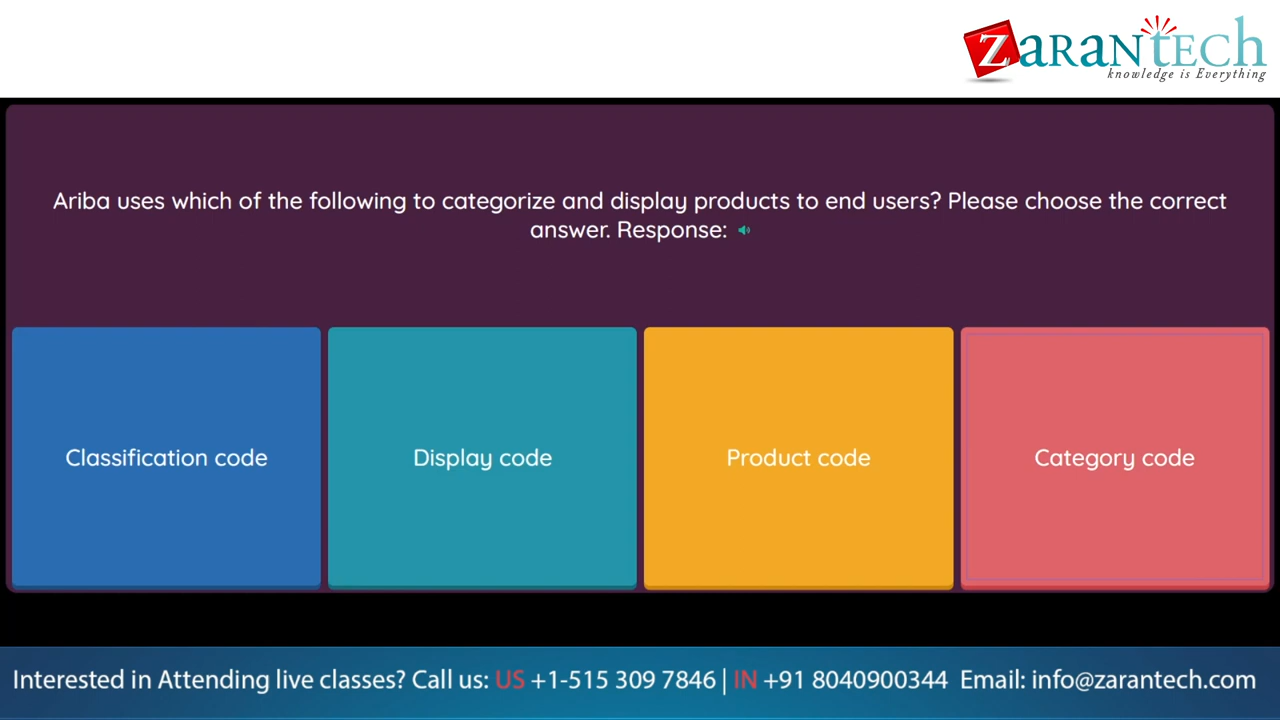 ZaranTech
knowledge is Everything
Ariba uses which of the following to categorize and display products to end users? Please choose the correct
answer. Response:
Classification code
Display code
Product code
Category code
Interested in Attending live classes? Call us: US +1-515 309 7846 | IN +91 8040900344 Email: info@zarantech.com